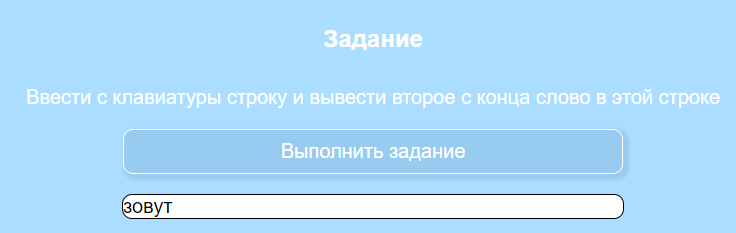 Задание
Ввести с клавиатуры строку и вывести второе с конца слово в этой строке
Выполнить задание
зовут